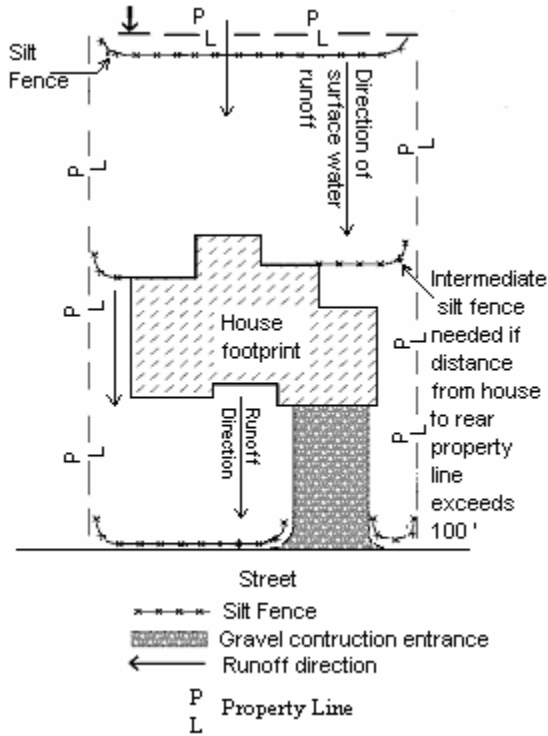 P
L
P
L
Silt
Fence
Direction of
surface water
runoff
P
L
P
L
Intermediate
silt fence
needed if
distance
from house
to rear
property
line
exceeds
100 '
P
L
House
footprint
P
L
P
L
P
L
Runoff
Direction
Street
Silt Fence
Gravel contruction entrance
Runoff direction
P
L
Property Line